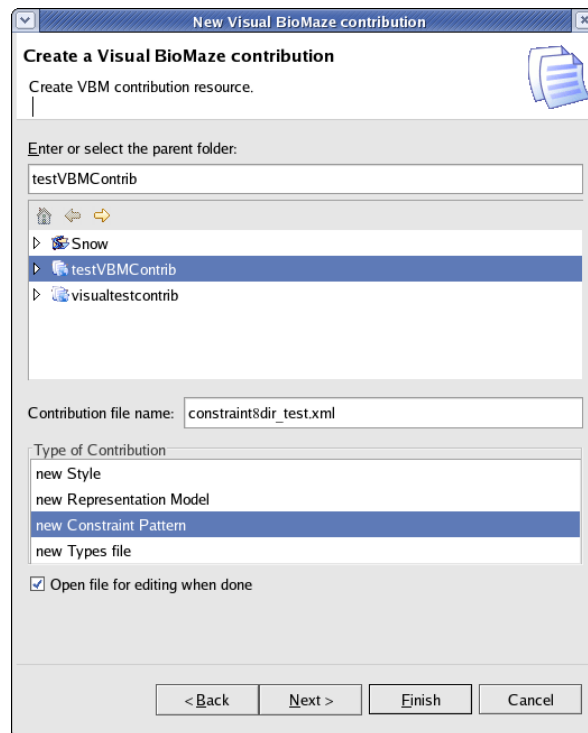 New Visual BioMaze contribution
Create a Visual BioMaze contribution
Create VBM contribution resource.
Enter or select the parent folder:
testVBMContrib
Snow
testVBMContrib
visualtestcontrib
Contribution file name: constraint8dir_test.xml
Type of Contribution
new Style
new Representation Model
new Constraint Pattern
new Types file
Open file for editing when done
< Back Next > Finish Cancel